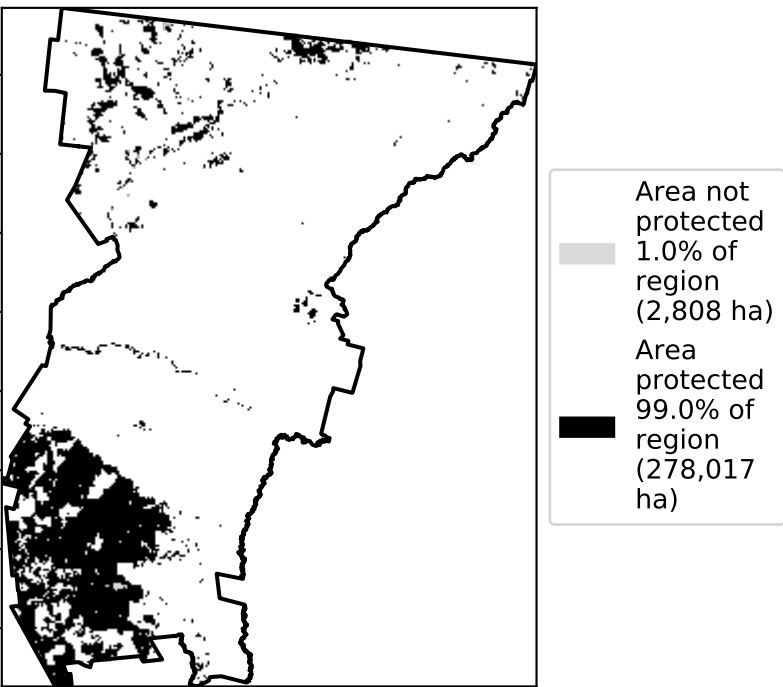 Area not
protected
1.0% of
region
(2,808 ha)
Area
protected
99.0% of
region
(278,017
ha)